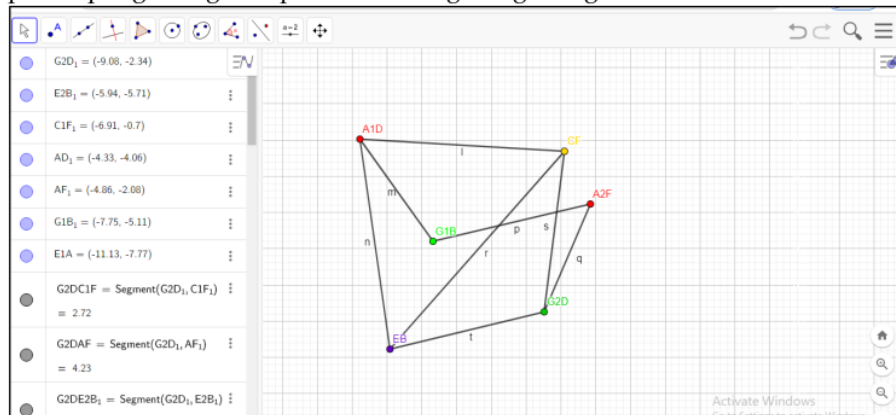 A
a=2
G2D₁ = (-9.08, -2.34)
E2B₁ = (-5.94, -5.71)
C1F₁ = (-6.91, -0.7)
AD₁ = (-4.33, -4.06)
AF₁ = (-4.86, -2.08)
G1B₁ = (-7.75, -5.11)
E1A = (-11.13, -7.77)
G2DC1F = Segment(G2D₁, C1F₁)
= 2.72
G2DAF = Segment(G2D₁, AF₁)
= 4.23
G2DE2B₁ = Segment(G2D₁, E2B₁)
A1D
CF
l
A2F
m
G1B
p
s
n
r
q
G2D
EB
t
Activate Windows